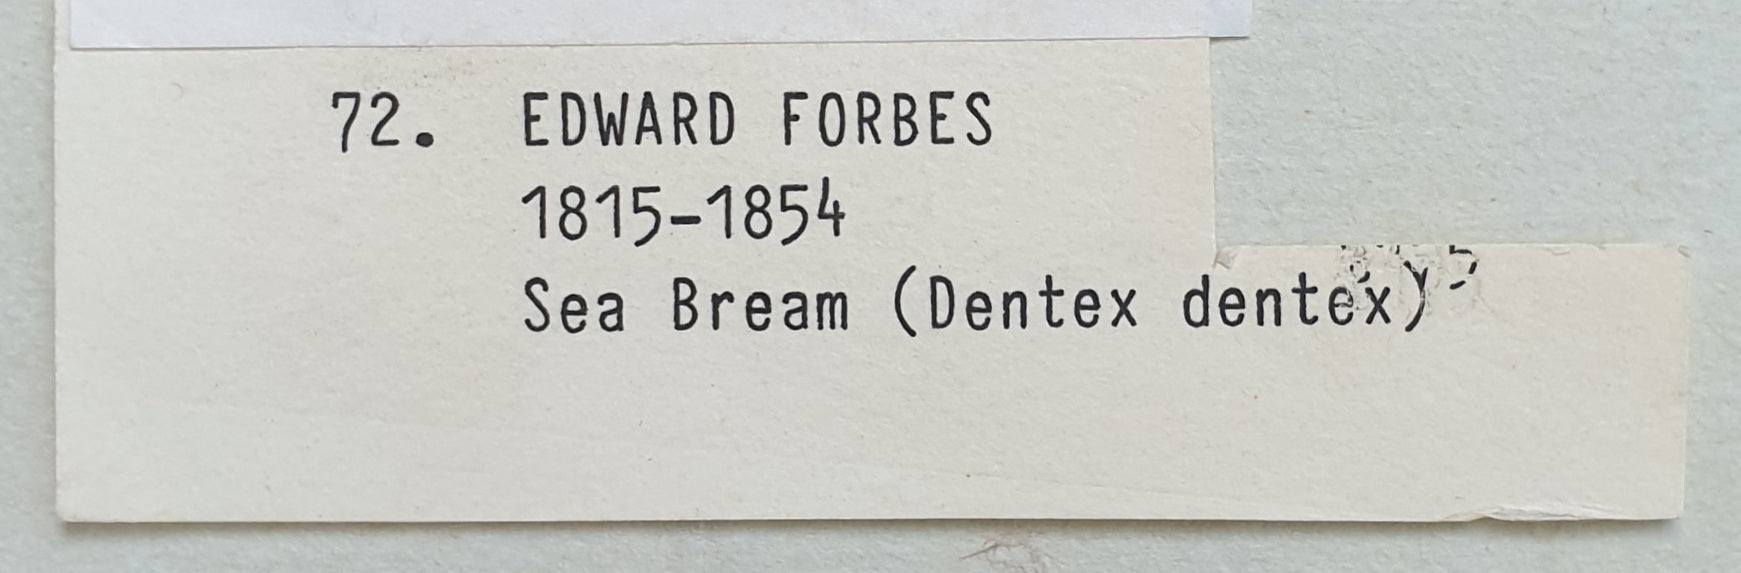 72. EDWARD FORBES
1815-1854
Sea Bream (Dentex dentex)